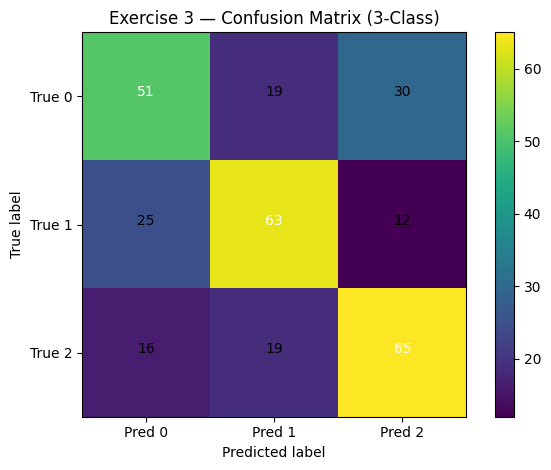 Exercise 3 — Confusion Matrix (3-Class)
True 0
51 19 30
60
50
True label
True 1
25 63 12
40
30
True 2
16 19 65
20
Pred 0 Pred 1 Pred 2
Predicted label